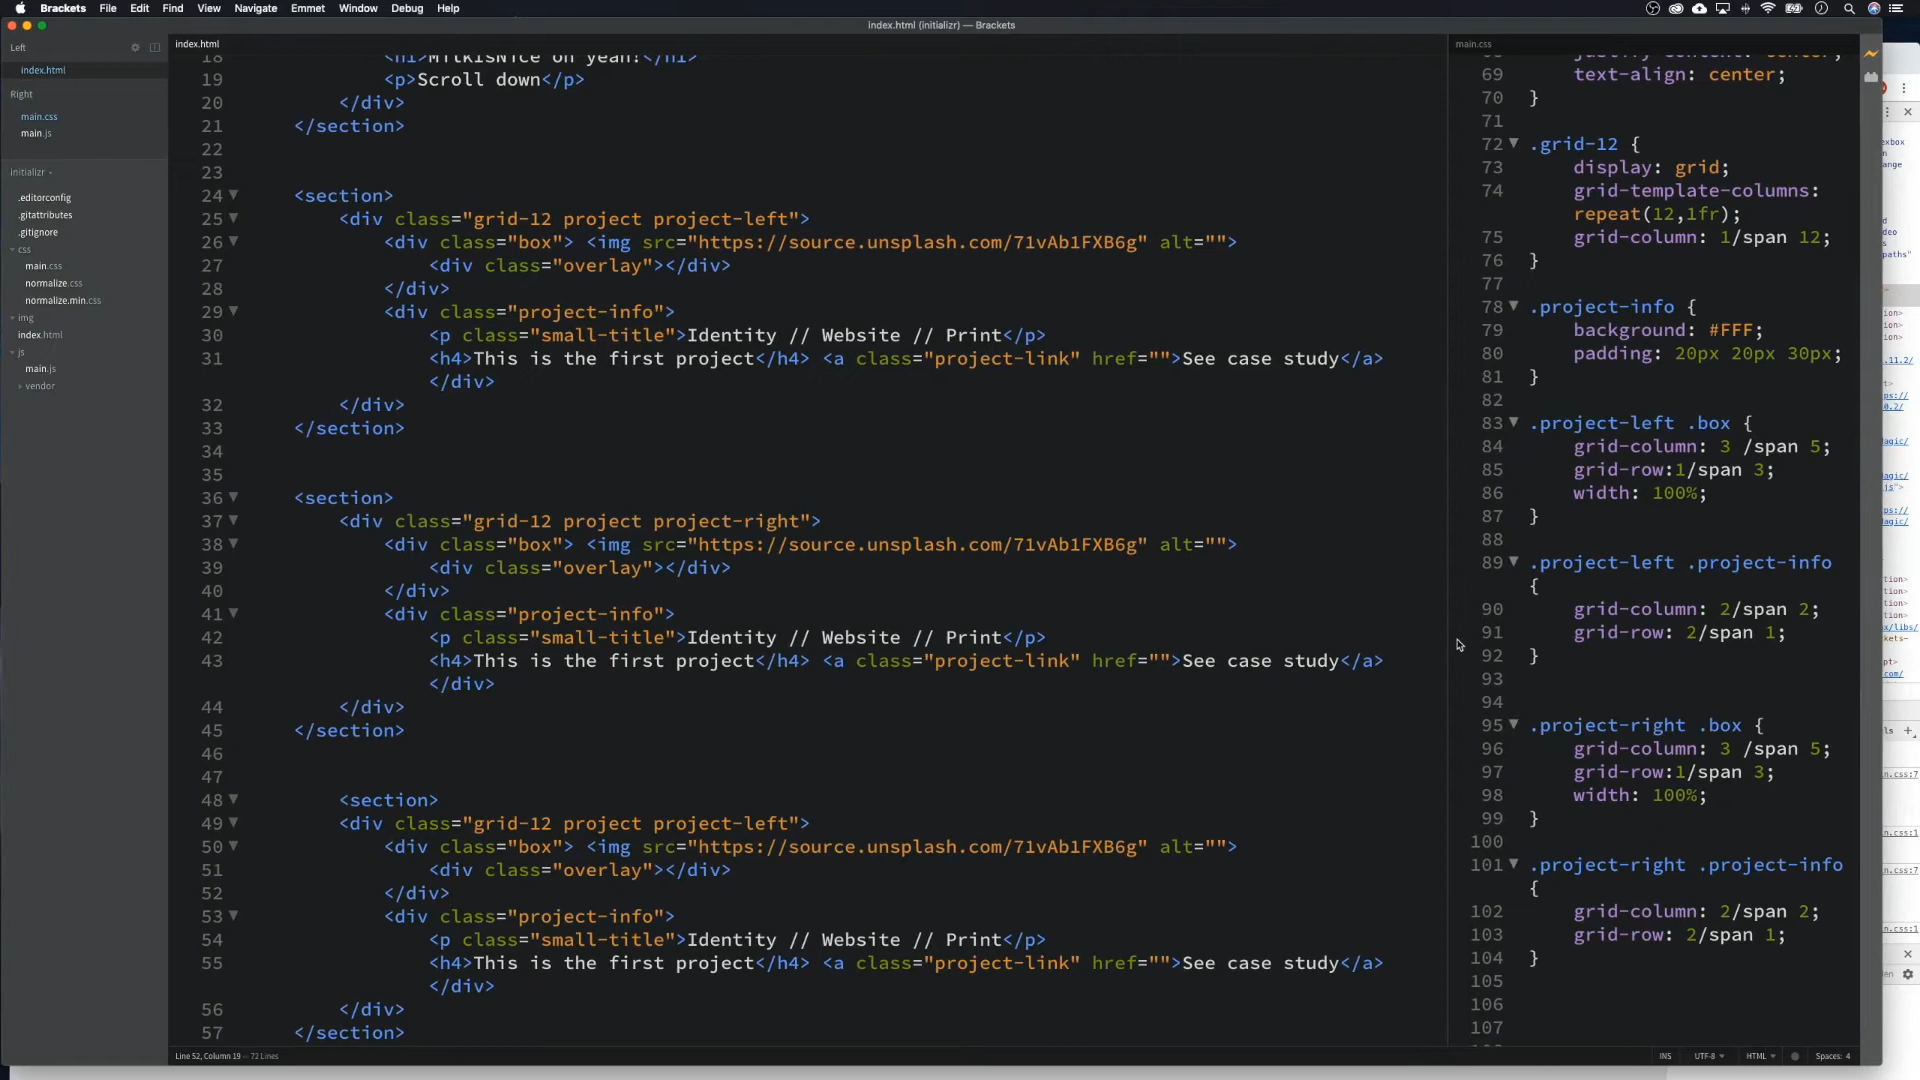 Brackets File Edit Find View Navigate Emmet Window Debug Help
index.html (initializr) — Brackets
Left
index.html
Right
main.css
main.js
initializr
.editorconfig
.gitattributes
.gitignore
css
main.css
normalize.css
normalize.min.css
img
index.html
js
main.js
vendor
index.html
18 <h1>MilkisNice oh yeah!</h1>
19 <p>Scroll down</p>
20 </div>
21 </section>
22
23
24 <section>
25 <div class="grid-12 project project-left">
26 <div class="box"> <img src="https://source.unsplash.com/71vAb1FXB6g" alt="">
27 <div class="overlay"></div>
28 </div>
29 <div class="project-info">
30 <p class="small-title">Identity // Website // Print</p>
31 <h4>This is the first project</h4> <a class="project-link" href="">See case study</a>
</div>
32 </div>
33 </section>
34
35
36 <section>
37 <div class="grid-12 project project-right">
38 <div class="box"> <img src="https://source.unsplash.com/71vAb1FXB6g" alt="">
39 <div class="overlay"></div>
40 </div>
41 <div class="project-info">
42 <p class="small-title">Identity // Website // Print</p>
43 <h4>This is the first project</h4> <a class="project-link" href="">See case study</a>
</div>
44 </div>
45 </section>
46
47
48 <section>
49 <div class="grid-12 project project-left">
50 <div class="box"> <img src="https://source.unsplash.com/71vAb1FXB6g" alt="">
51 <div class="overlay"></div>
52 </div>
53 <div class="project-info">
54 <p class="small-title">Identity // Website // Print</p>
55 <h4>This is the first project</h4> <a class="project-link" href="">See case study</a>
</div>
56 </div>
57 </section>
main.css
justify-content: center;
69 text-align: center;
70 }
71
72 .grid-12 {
73 display: grid;
74 grid-template-columns:
repeat(12,1fr);
75 grid-column: 1/span 12;
76 }
77
78 .project-info {
79 background: #FFF;
80 padding: 20px 20px 30px;
81 }
82
83 .project-left .box {
84 grid-column: 3 /span 5;
85 grid-row:1/span 3;
86 width: 100%;
87 }
88
89 .project-left .project-info
{
90 grid-column: 2/span 2;
91 grid-row: 2/span 1;
92 }
93
94
95 .project-right .box {
96 grid-column: 3 /span 5;
97 grid-row:1/span 3;
98 width: 100%;
99 }
100
101 .project-right .project-info
{
102 grid-column: 2/span 2;
103 grid-row: 2/span 1;
104 }
105
106
107
Line 52, Column 19 — 72 Lines
INS UTF-8 HTML Spaces: 4